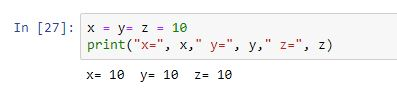 In [27]: x = y= z = 10
print("x=", x," y=", y," z=", z)
x= 10  y= 10  z= 10